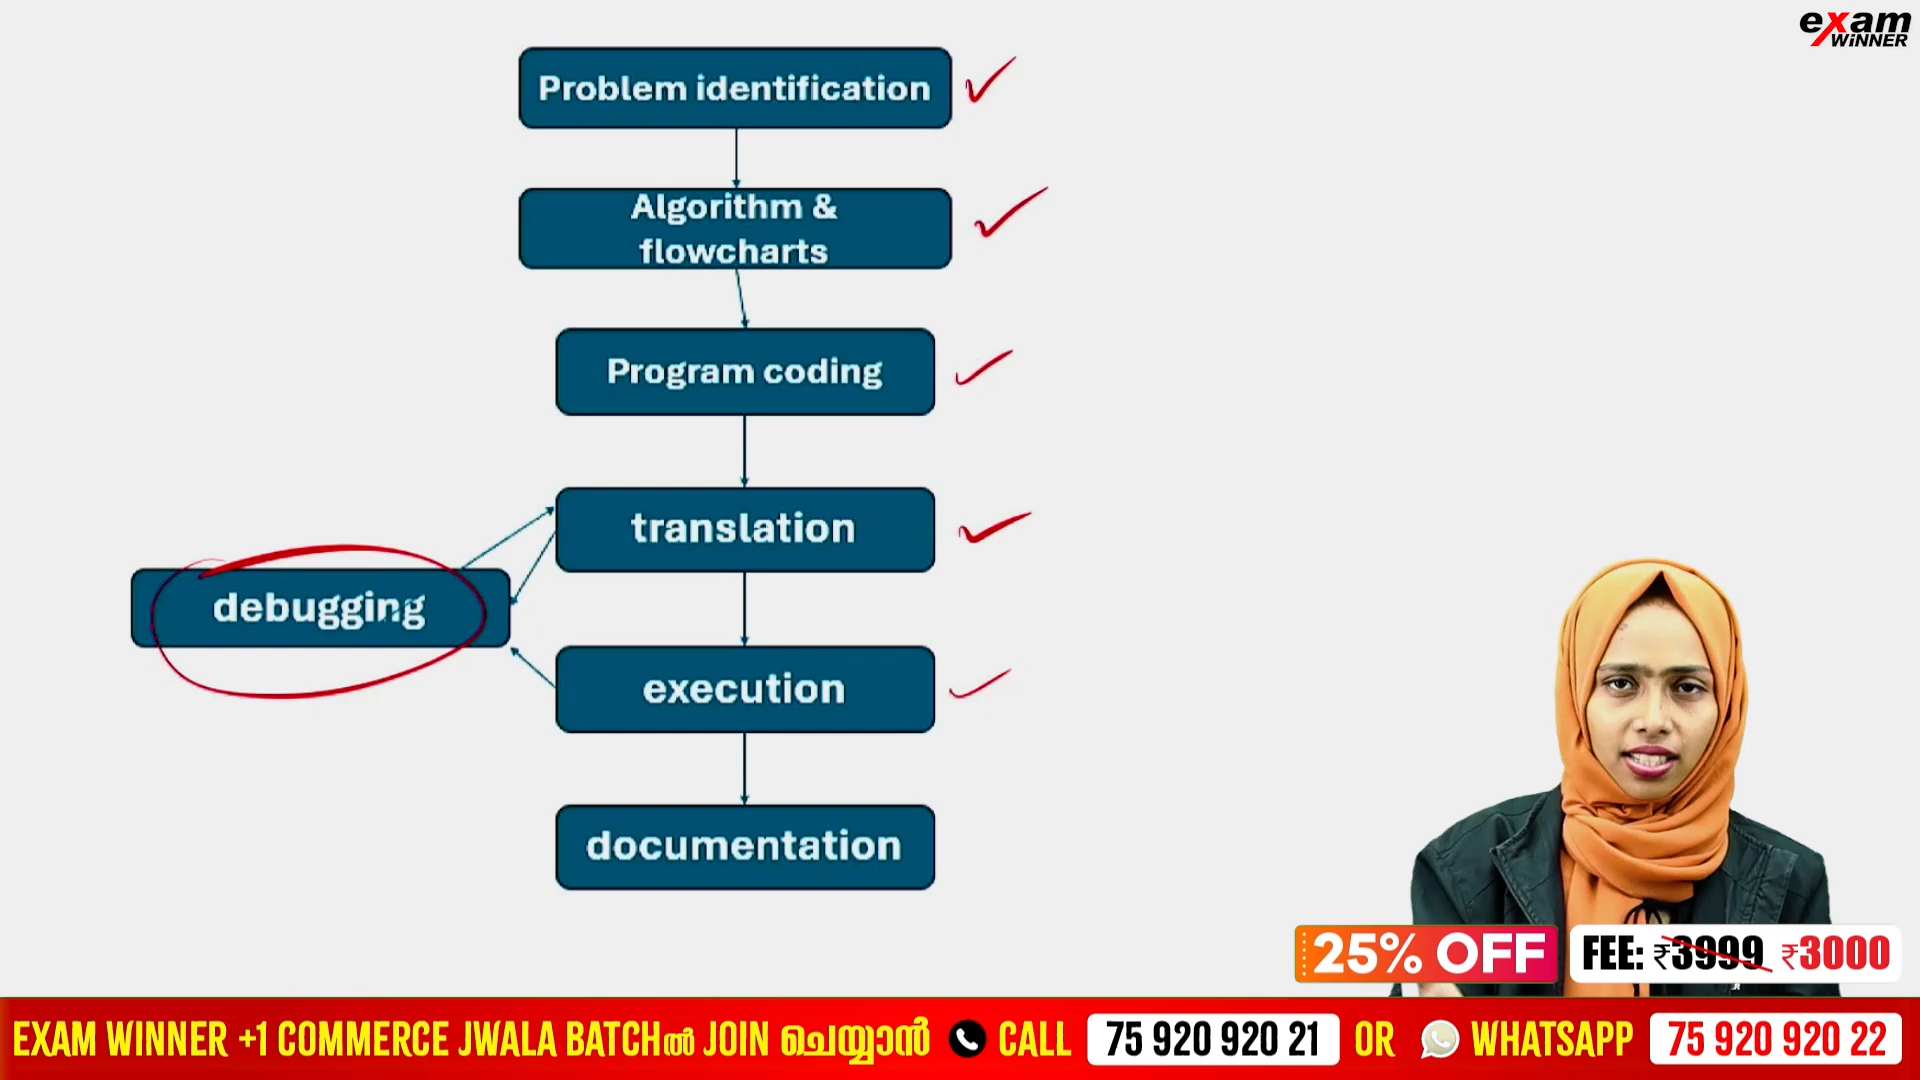 exam
WiNNER
Problem identification
Algorithm &
flowcharts
Program coding
translation
debugging
execution
documentation
25% OFF
FEE: ₹3999 ₹3000
EXAM WINNER +1 COMMERCE JWALA BATCHൽ JOIN ചെയ്യാൻ CALL 75 920 920 21 OR WHATSAPP 75 920 920 22